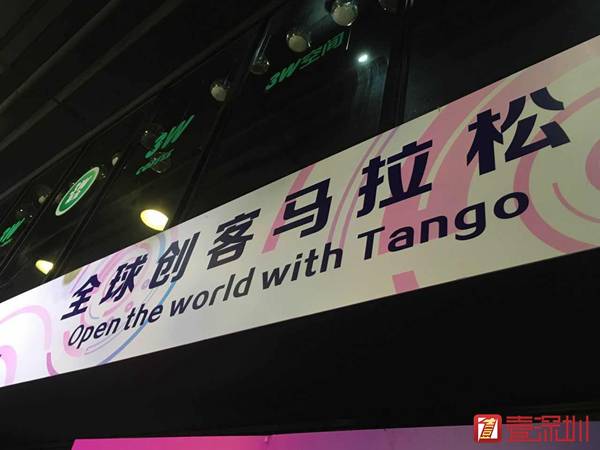 3W空间
3W
coffee
全球创客马拉松
Open the world with Tango
壹深圳